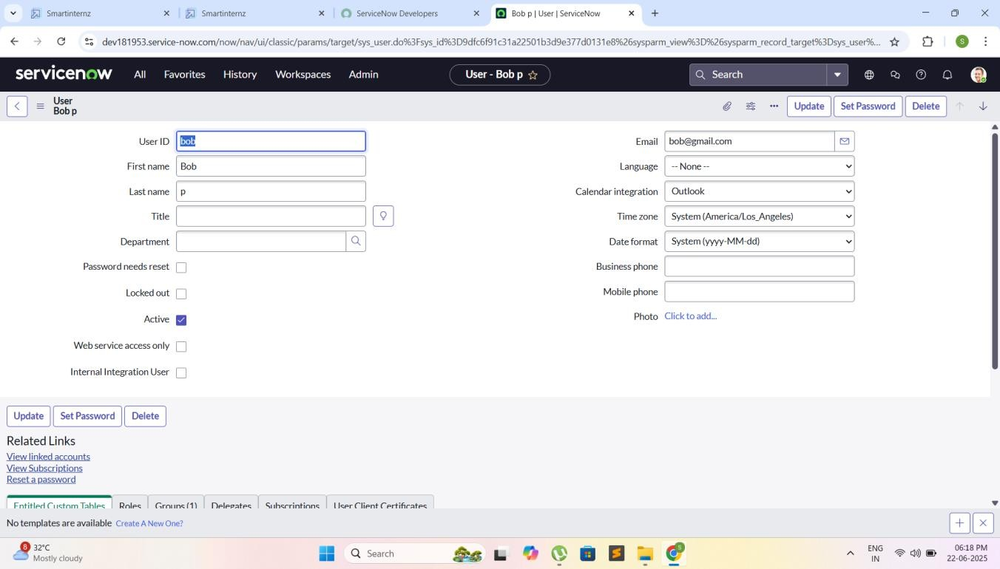 Smartinternz
Smartinternz
ServiceNow Developers
Bob p | User | ServiceNow
dev181953.service-now.com/now/nav/ui/classic/params/target/sys_user.do%3Fsys_id%3D9dfc6f91c31a22501b3d9e377d0131e8%26sysparm_view%3D%26sysparm_record_target%3Dsys_user%...
S
servicenow
All
Favorites
History
Workspaces
Admin
User - Bob p
Search
User
Bob p
Update
Set Password
Delete
User ID
bob
Email
bob@gmail.com
First name
Bob
Language
-- None --
Last name
p
Calendar integration
Outlook
Title
Time zone
System (America/Los_Angeles)
Department
Date format
System (yyyy-MM-dd)
Password needs reset
Business phone
Locked out
Mobile phone
Active
Photo
Click to add...
Web service access only
Internal Integration User
Update
Set Password
Delete
Related Links
View linked accounts
View Subscriptions
Reset a password
Entitled Custom Tables
Roles
Groups (1)
Delegates
Subscriptions
User Client Certificates
No templates are available
Create A New One?
8
32°C
Mostly cloudy
Search
S
ENG
IN
06:18 PM
22-06-2025